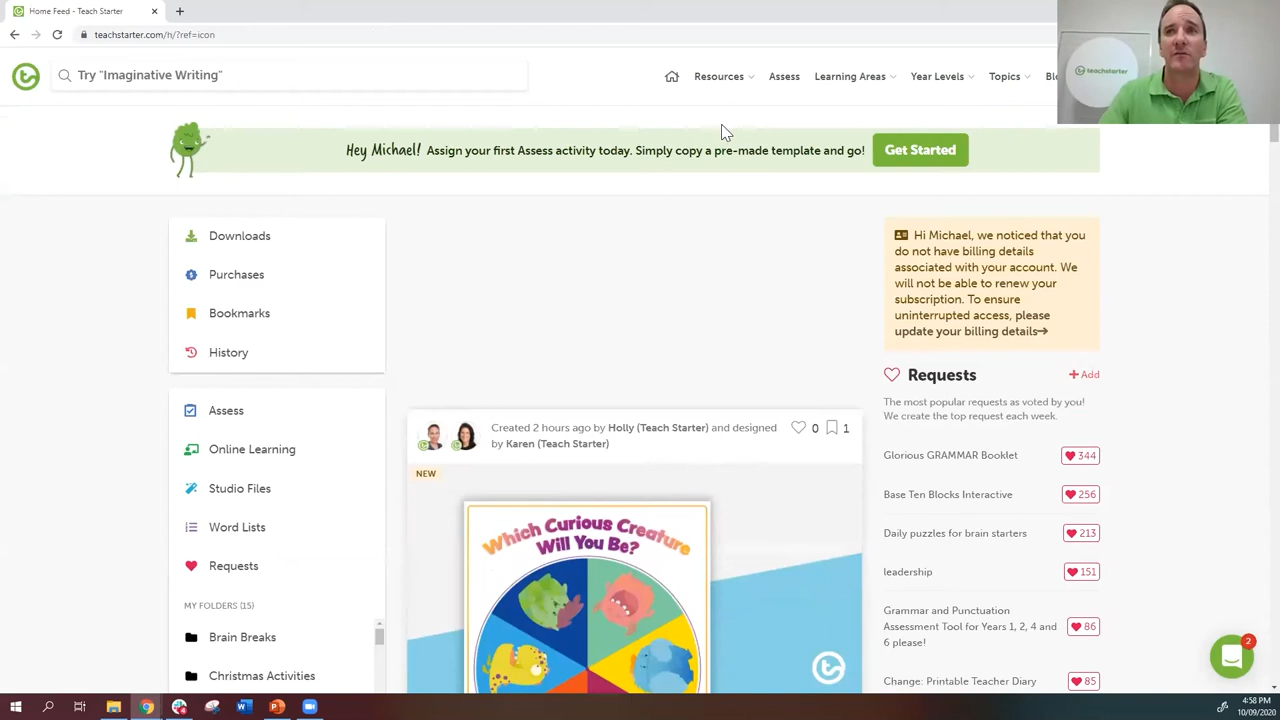 Home Feed - Teach Starter
teachstarter.com/h/?ref=icon
Try "Imaginative Writing"
Resources
Assess
Learning Areas
Year Levels
Topics
Blo
teachstarter
Hey Michael! Assign your first Assess activity today. Simply copy a pre-made template and go!
Get Started
Downloads
Purchases
Bookmarks
History
Assess
Online Learning
Studio Files
Word Lists
Requests
MY FOLDERS (15)
Brain Breaks
Christmas Activities
Created 2 hours ago by Holly (Teach Starter) and designed
by Karen (Teach Starter)
0
1
NEW
Which Curious Creature
Will You Be?
Hi Michael, we noticed that you
do not have billing details
associated with your account. We
will not be able to renew your
subscription. To ensure
uninterrupted access, please
update your billing details→
Requests
+ Add
The most popular requests as voted by you!
We create the top request each week.
Glorious GRAMMAR Booklet
344
Base Ten Blocks Interactive
256
Daily puzzles for brain starters
213
leadership
151
Grammar and Punctuation
Assessment Tool for Years 1, 2, 4 and
6 please!
86
Change: Printable Teacher Diary
85
2
4:58 PM
10/09/2020